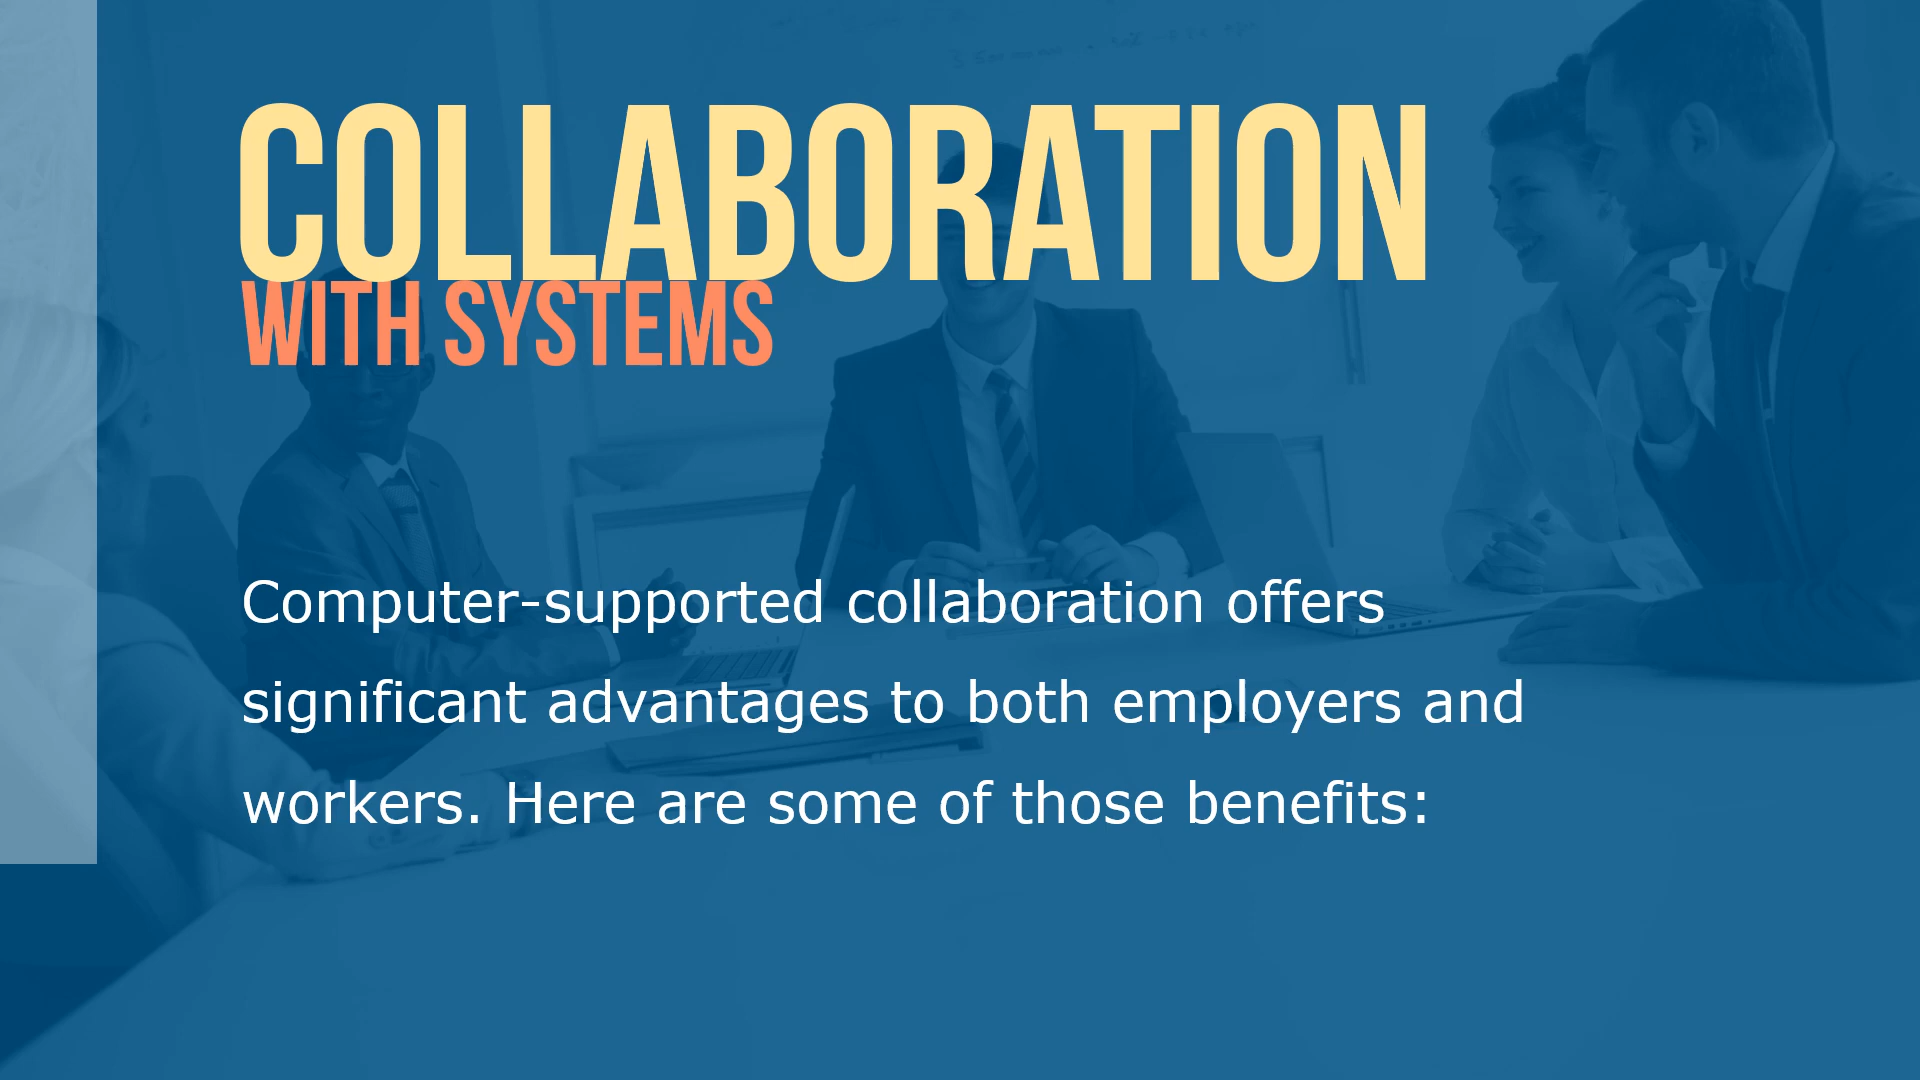 COLLABORATION
WITH SYSTEMS
Computer-supported collaboration offers
significant advantages to both employers and
workers. Here are some of those benefits: